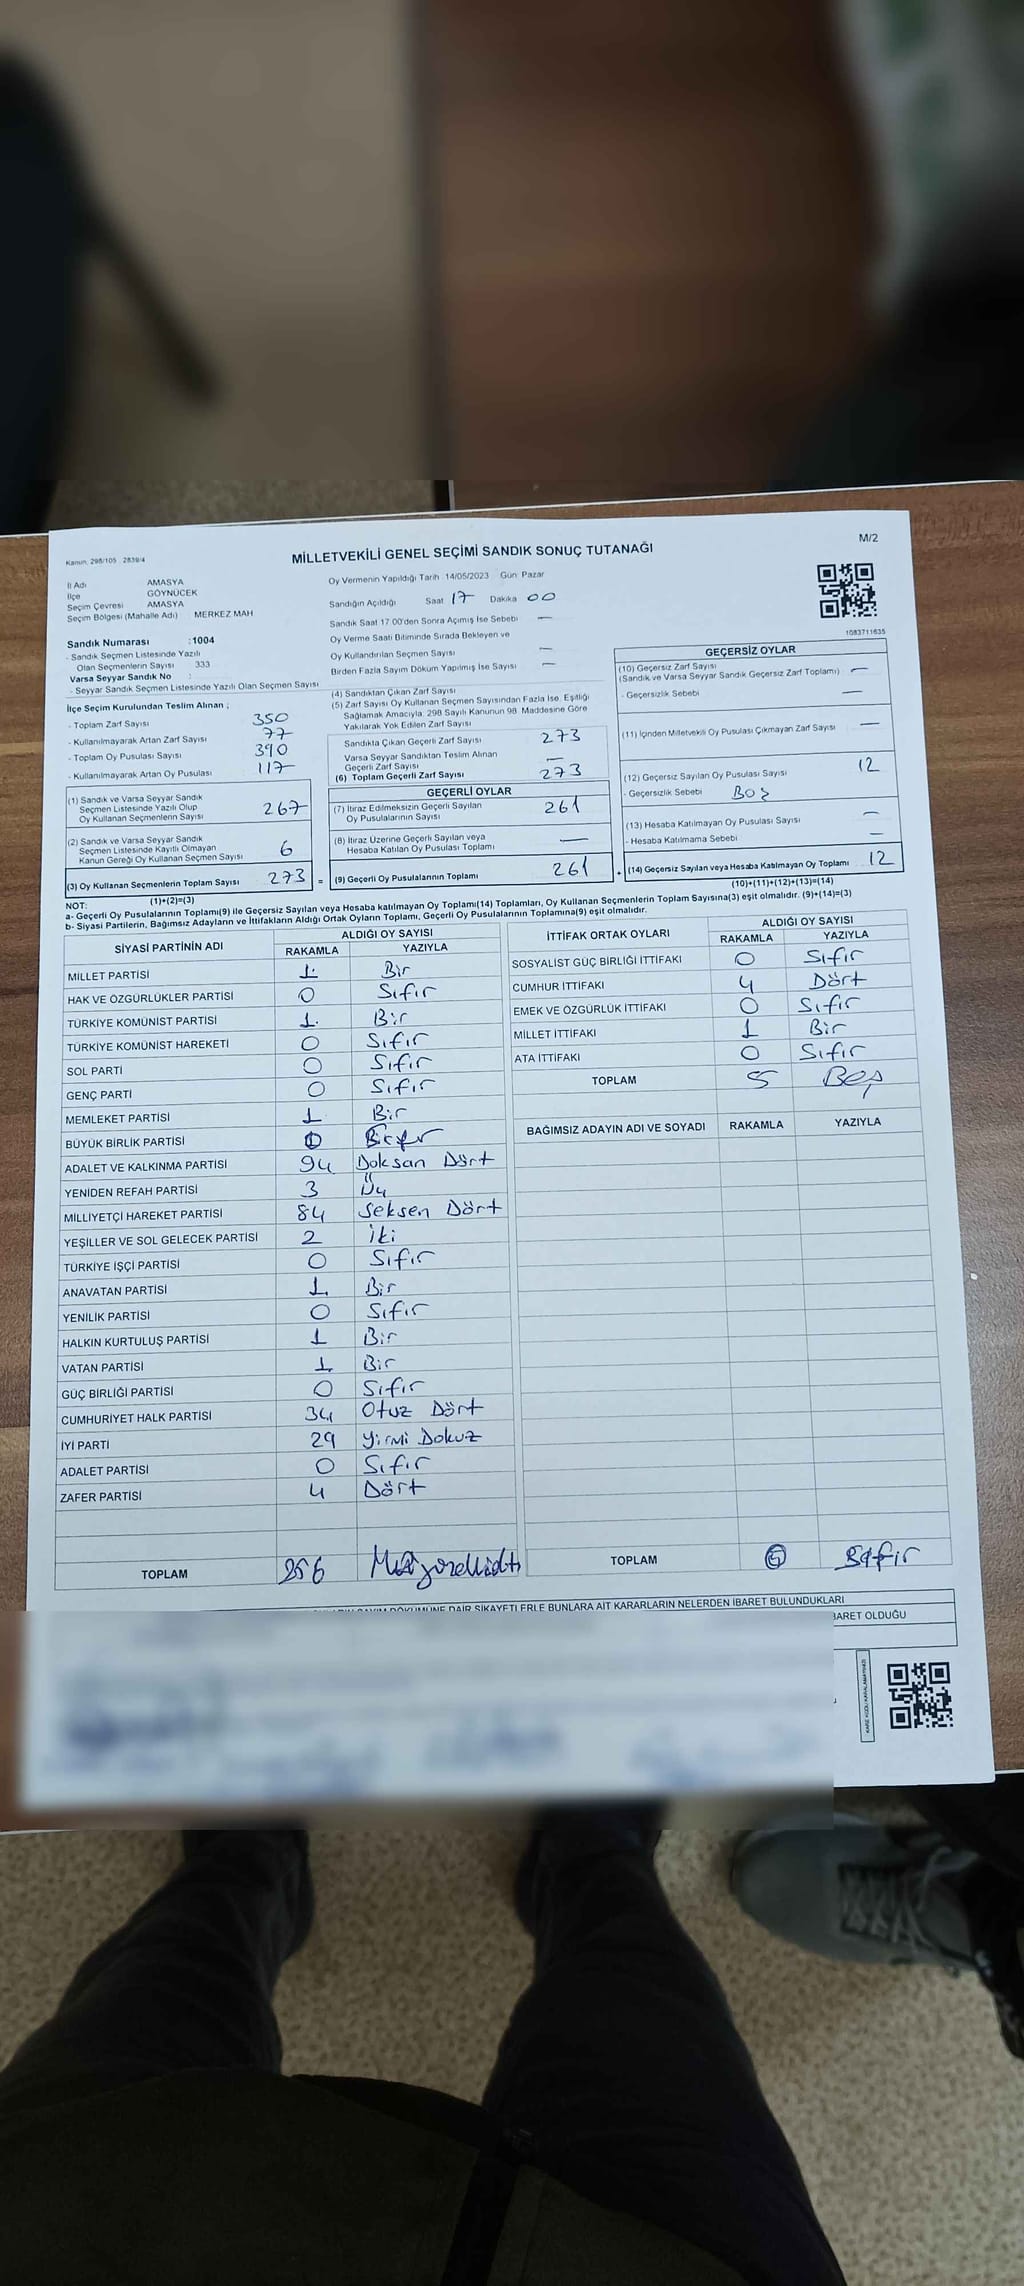 M/2
Kanun, 298/105 2839/4
MİLLETVEKİLİ GENEL SEÇİMİ SANDIK SONUÇ TUTANAĞI
İl Adı AMASYA
İlçe GÖYNÜCEK
Seçim Çevresi AMASYA
Seçim Bölgesi (Mahalle Adı) MERKEZ MAH
Sandık Numarası :1004
- Sandık Seçmen Listesinde Yazılı
Olan Seçmenlerin Sayısı 333
Varsa Seyyar Sandık No :
- Seyyar Sandık Seçmen Listesinde Yazılı Olan Seçmen Sayısı
İlçe Seçim Kurulundan Teslim Alınan ;
- Toplam Zarf Sayısı 350
- Kullanılmayarak Artan Zarf Sayısı 77
- Toplam Oy Pusulası Sayısı 390
- Kullanılmayarak Artan Oy Pusulası 117
(1) Sandık ve Varsa Seyyar Sandık
Seçmen Listesinde Yazılı Olup
Oy Kullanan Seçmenlerin Sayısı 267
(2) Sandık ve Varsa Seyyar Sandık
Seçmen Listesinde Kayıtlı Olmayan
Kanun Gereği Oy Kullanan Seçmen Sayısı 6
(3) Oy Kullanan Seçmenlerin Toplam Sayısı 273 =
(1)+(2)=(3)
Oy Vermenin Yapıldığı Tarih 14/05/2023 Gün Pazar
Sandığın Açıldığı Saat 17 Dakika 00
Sandık Saat 17.00'den Sonra Açımış İse Sebebi —
Oy Verme Saati Bitiminde Sırada Bekleyen ve
Oy Kullandırılan Seçmen Sayısı —
Birden Fazla Sayım Döküm Yapılmış İse Sayısı —
(4) Sandıktan Çıkan Zarf Sayısı
(5) Zarf Sayısı Oy Kullanan Seçmen Sayısından Fazla İse, Eşitliği
Sağlamak Amacıyla, 298 Sayılı Kanunun 98. Maddesine Göre
Yakılarak Yok Edilen Zarf Sayısı
Sandıkta Çıkan Geçerli Zarf Sayısı 273
Varsa Seyyar Sandıktan Teslim Alınan
Geçerli Zarf Sayısı —
(6) Toplam Geçerli Zarf Sayısı 273
GEÇERLİ OYLAR
(7) İtiraz Edilmeksizin Geçerli Sayılan
Oy Pusulalarının Sayısı 261
(8) İtiraz Üzerine Geçerli Sayılan veya
Hesaba Katılan Oy Pusulası Toplamı —
(9) Geçerli Oy Pusulalarının Toplamı 261 +
1083711635
GEÇERSİZ OYLAR
(10) Geçersiz Zarf Sayısı
(Sandık ve Varsa Seyyar Sandık Geçersiz Zarf Toplamı) —
- Geçersizlik Sebebi —
(11) İçinden Milletvekili Oy Pusulası Çıkmayan Zarf Sayısı —
(12) Geçersiz Sayılan Oy Pusulası Sayısı 12
- Geçersizlik Sebebi Boş
(13) Hesaba Katılmayan Oy Pusulası Sayısı —
- Hesaba Katılmama Sebebi —
(14) Geçersiz Sayılan veya Hesaba Katılmayan Oy Toplamı 12
(10)+(11)+(12)+(13)=(14)
NOT:
a- Geçerli Oy Pusulalarının Toplamı(9) ile Geçersiz Sayılan veya Hesaba Katılmayan Oy Toplamı(14) Toplamları, Oy Kullanan Seçmenlerin Toplam Sayısına(3) eşit olmalıdır. (9)+(14)=(3)
b- Siyasi Partilerin, Bağımsız Adayların ve İttifakların Aldığı Ortak Oyların Toplamı, Geçerli Oy Pusulalarının Toplamına(9) eşit olmalıdır.
SİYASİ PARTİNİN ADI ALDIĞI OY SAYISI
RAKAMLA YAZIYLA
MİLLET PARTİSİ 1 Bir
HAK VE ÖZGÜRLÜKLER PARTİSİ 0 Sıfır
TÜRKİYE KOMÜNİST PARTİSİ 1 Bir
TÜRKİYE KOMÜNİST HAREKETİ 0 Sıfır
SOL PARTİ 0 Sıfır
GENÇ PARTİ 0 Sıfır
MEMLEKET PARTİSİ 1 Bir
BÜYÜK BİRLİK PARTİSİ
ADALET VE KALKINMA PARTİSİ 94 Doksan Dört
YENİDEN REFAH PARTİSİ 3 Üç
MİLLİYETÇİ HAREKET PARTİSİ 84 Seksen Dört
YEŞİLLER VE SOL GELECEK PARTİSİ 2 İki
TÜRKİYE İŞÇİ PARTİSİ 0 Sıfır
ANAVATAN PARTİSİ 1 Bir
YENİLİK PARTİSİ 0 Sıfır
HALKIN KURTULUŞ PARTİSİ 1 Bir
VATAN PARTİSİ 1 Bir
GÜÇ BİRLİĞİ PARTİSİ 0 Sıfır
CUMHURİYET HALK PARTİSİ 34 Otuz Dört
İYİ PARTİ 29 Yirmi Dokuz
ADALET PARTİSİ 0 Sıfır
ZAFER PARTİSİ 4 Dört
TOPLAM 256
İTTİFAK ORTAK OYLARI ALDIĞI OY SAYISI
RAKAMLA YAZIYLA
SOSYALİST GÜÇ BİRLİĞİ İTTİFAKI 0 Sıfır
CUMHUR İTTİFAKI 4 Dört
EMEK VE ÖZGÜRLÜK İTTİFAKI 0 Sıfır
MİLLET İTTİFAKI 1 Bir
ATA İTTİFAKI 0 Sıfır
TOPLAM 5 Beş
BAĞIMSIZ ADAYIN ADI VE SOYADI RAKAMLA YAZIYLA
TOPLAM Sıfır
SAYIM DÖKÜMÜNE DAİR ŞİKAYETLERLE BUNLARA AİT KARARLARIN NELERDEN İBARET BULUNDUKLARI
İBARET OLDUĞU